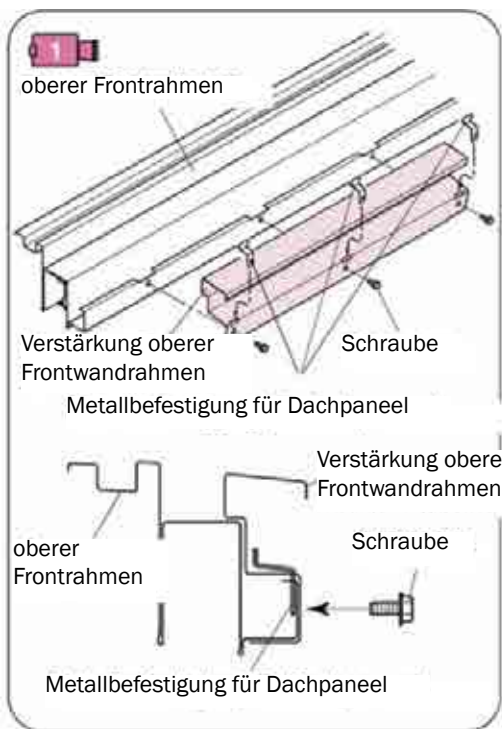 1
oberer Frontrahmen
Verstärkung oberer
Frontwandrahmen
Schraube
Metallbefestigung für Dachpaneel
Verstärkung obere
Frontwandrahmen
oberer
Frontrahmen
Schraube
Metallbefestigung für Dachpaneel